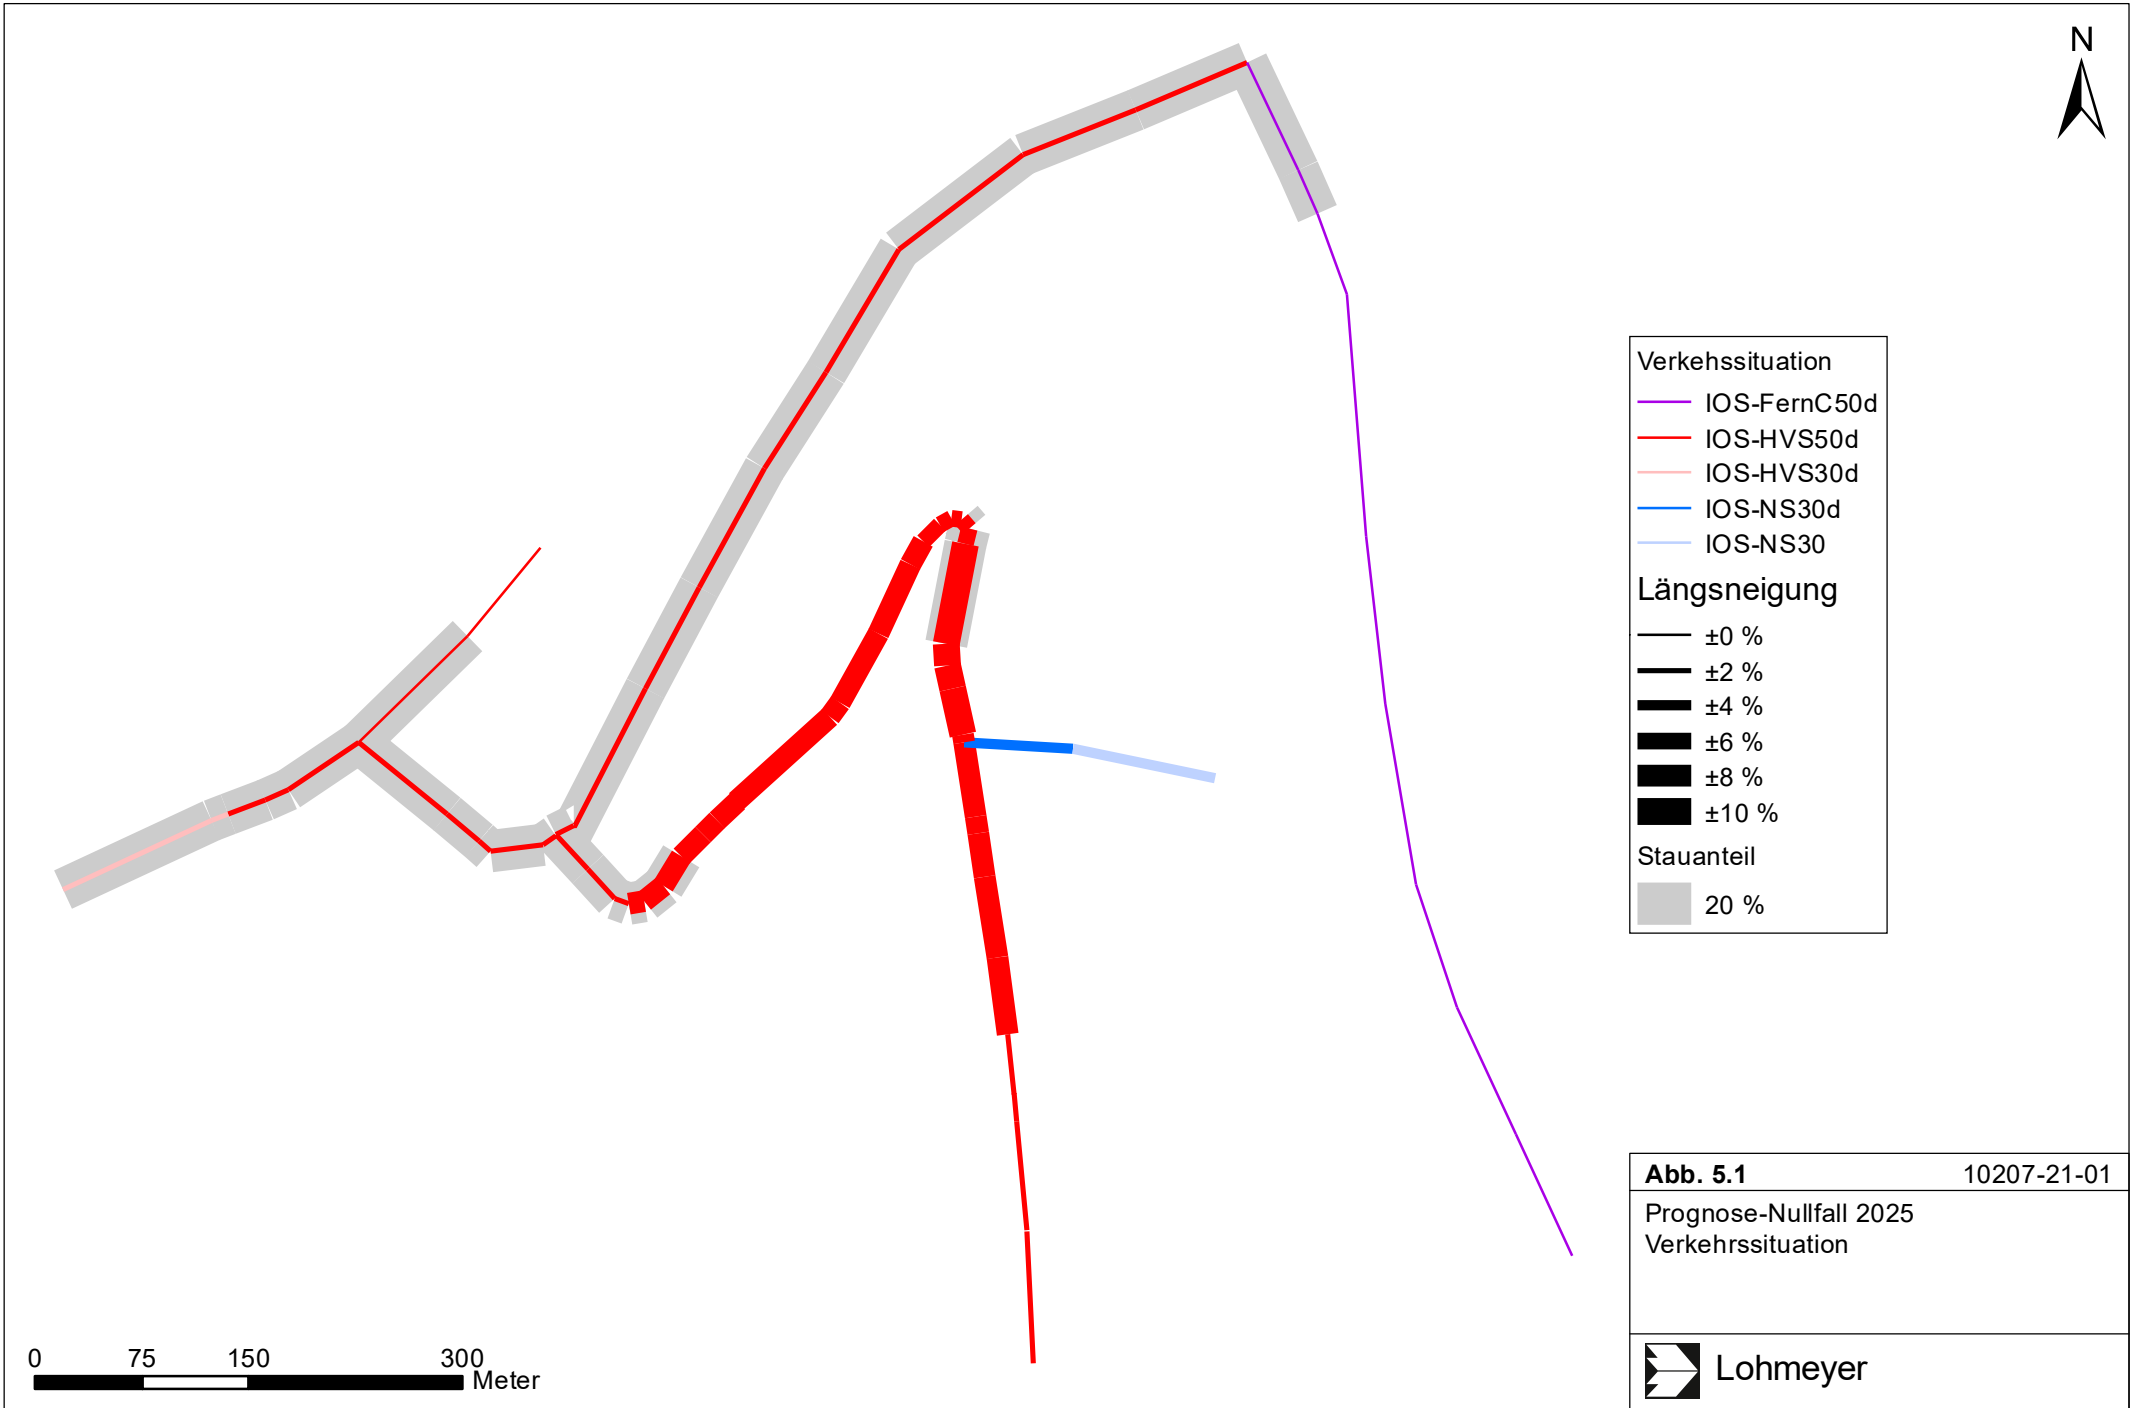 N
Verkehssituation
IOS-FernC50d
IOS-HVS50d
IOS-HVS30d
IOS-NS30d
IOS-NS30
Längsneigung
±0 %
±2 %
±4 %
±6 %
±8 %
±10 %
Stauanteil
20 %
Abb. 5.1 10207-21-01
Prognose-Nullfall 2025
Verkehrssituation
Lohmeyer
0 75 150 300
Meter